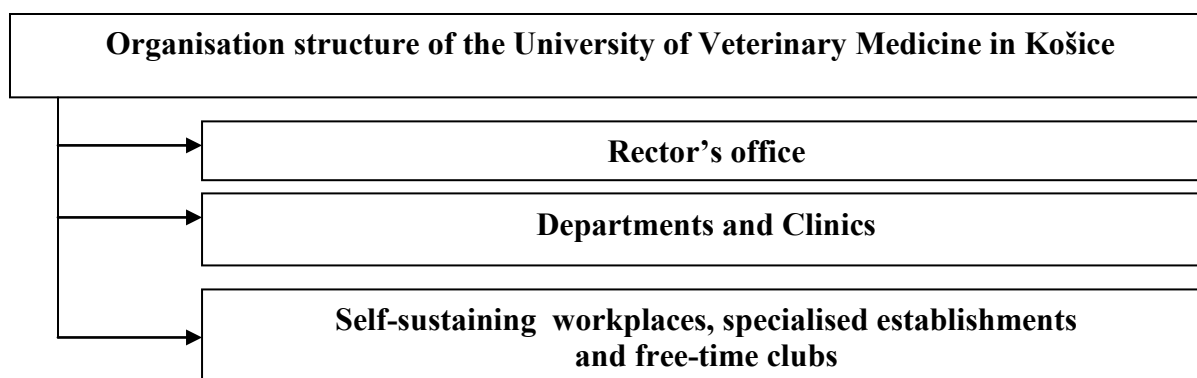 Organisation structure of the University of Veterinary Medicine in Košice
Rector’s office
Departments and Clinics
Self-sustaining workplaces, specialised establishments
and free-time clubs